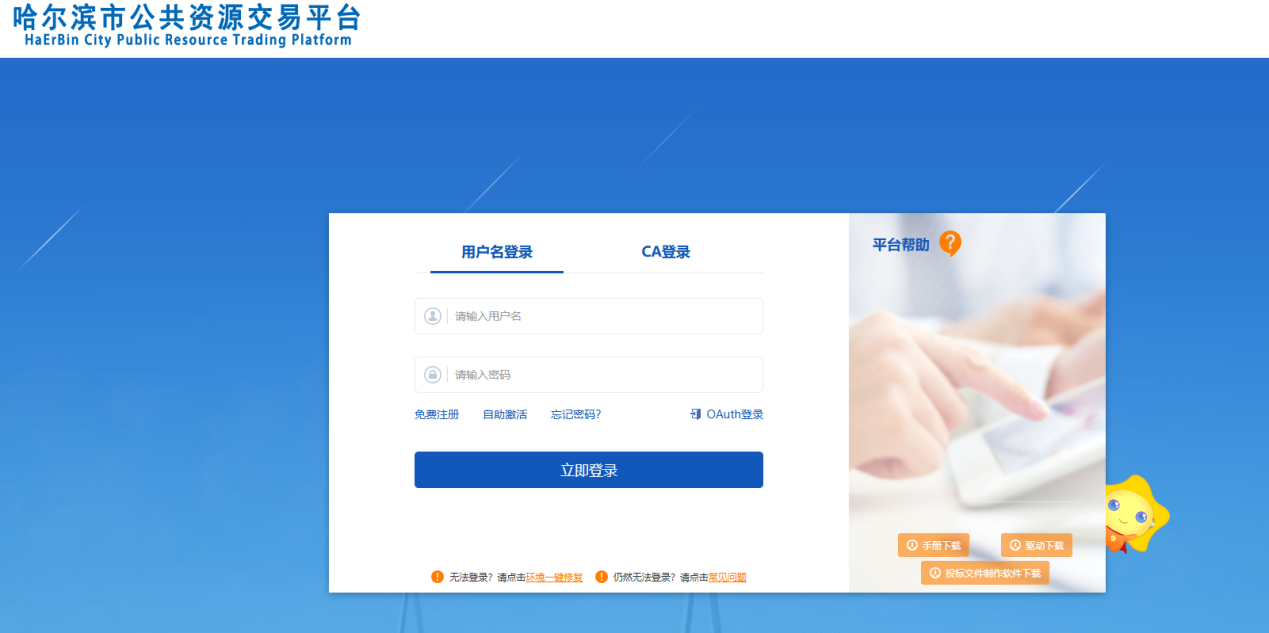 哈尔滨市公共资源交易平台
HaErBin City Public Resource Trading Platform
用户名登录 CA登录
平台帮助 ?
请输入用户名
请输入密码
免费注册 自助激活 忘记密码? OAuth登录
立即登录
手册下载 驱动下载
投标文件制作软件下载
! 无法登录？请点击环境一键修复 ! 仍然无法登录？请点击常见问题